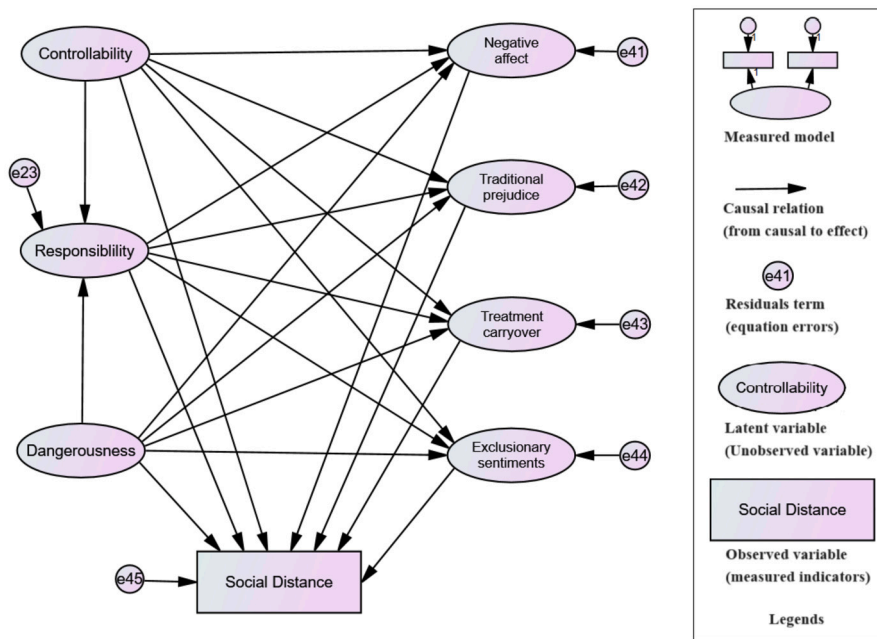 Controllability
Negative
affect
e41
e23
Traditional
prejudice
e42
Responsiblility
Treatment
carryover
e43
Dangerousness
Exclusionary
sentiments
e44
e45
Social Distance
1
1
1
Measured model
Causal relation
(from causal to effect)
e41
Residuals term
(equation errors)
Controllability
Latent variable
(Unobserved variable)
Social Distance
Observed variable
(measured indicators)
Legends